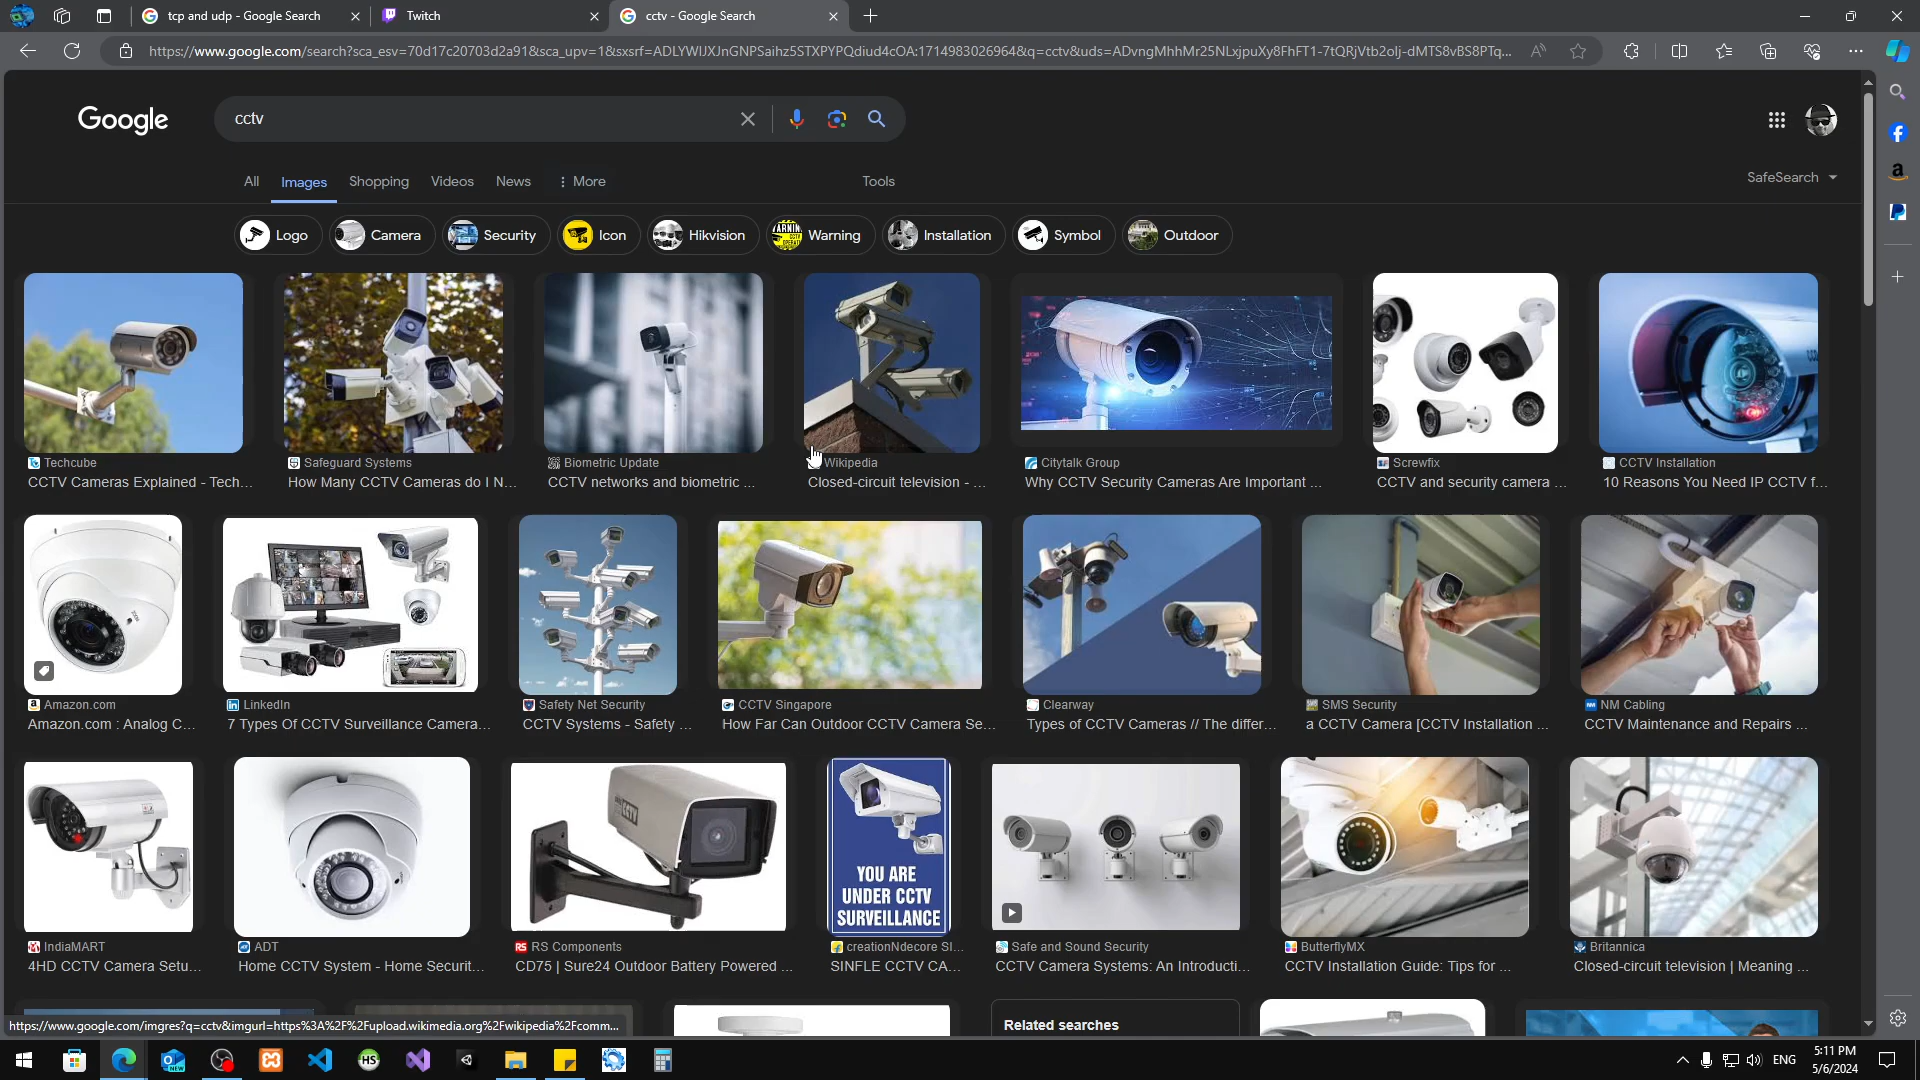 tcp and udp - Google Search
Twitch
cctv - Google Search
https://www.google.com/search?sca_esv=70d17c20703d2a91&sca_upv=1&sxsrf=ADLYWIJXJnGNPSaihz5STXPYPQdiud4cOA:1714983026964&q=cctv&uds=ADvngMhhMr25NLxjpuXy8FhFT1-7tQRjVtb2olj-dMTS8vBS8PTq...
Google
cctv
All Images Shopping Videos News More Tools
SafeSearch
Logo Camera Security Icon Hikvision Warning Installation Symbol Outdoor
Techcube
CCTV Cameras Explained - Tech...
Safeguard Systems
How Many CCTV Cameras do I N...
Biometric Update
CCTV networks and biometric ...
Wikipedia
Closed-circuit television - ...
Citytalk Group
Why CCTV Security Cameras Are Important ...
Screwfix
CCTV and security camera ...
CCTV Installation
10 Reasons You Need IP CCTV f...
Amazon.com
Amazon.com : Analog C...
LinkedIn
7 Types Of CCTV Surveillance Camera...
Safety Net Security
CCTV Systems - Safety ...
CCTV Singapore
How Far Can Outdoor CCTV Camera Se...
Clearway
Types of CCTV Cameras // The differ...
SMS Security
a CCTV Camera [CCTV Installation ...
NM Cabling
CCTV Maintenance and Repairs ...
CCTV
YOU ARE
UNDER CCTV
SURVEILLANCE
IndiaMART
4HD CCTV Camera Setu...
ADT
Home CCTV System - Home Securit...
RS Components
CD75 | Sure24 Outdoor Battery Powered ...
creationNdecore SI...
SINFLE CCTV CA...
Safe and Sound Security
CCTV Camera Systems: An Introducti...
ButterflyMX
CCTV Installation Guide: Tips for ...
Britannica
Closed-circuit television | Meaning ...
Related searches
https://www.google.com/imgres?q=cctv&imgurl=https%3A%2F%2Fupload.wikimedia.org%2Fwikipedia%2Fcomm...
ENG
5:11 PM
5/6/2024